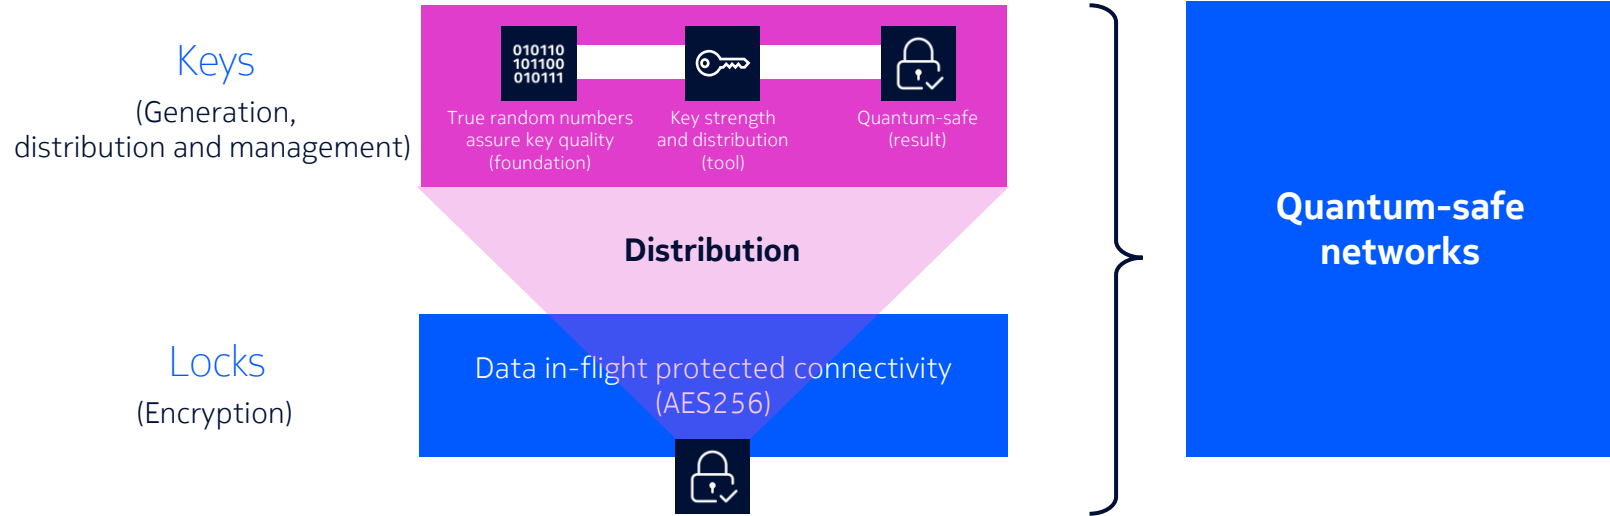 Keys
(Generation,
distribution and management)
010110
101100
010111
True random numbers
assure key quality
(foundation)
Key strength
and distribution
(tool)
Quantum-safe
(result)
Distribution
Locks
(Encryption)
Data in-flight protected connectivity
(AES256)
Quantum-safe
networks